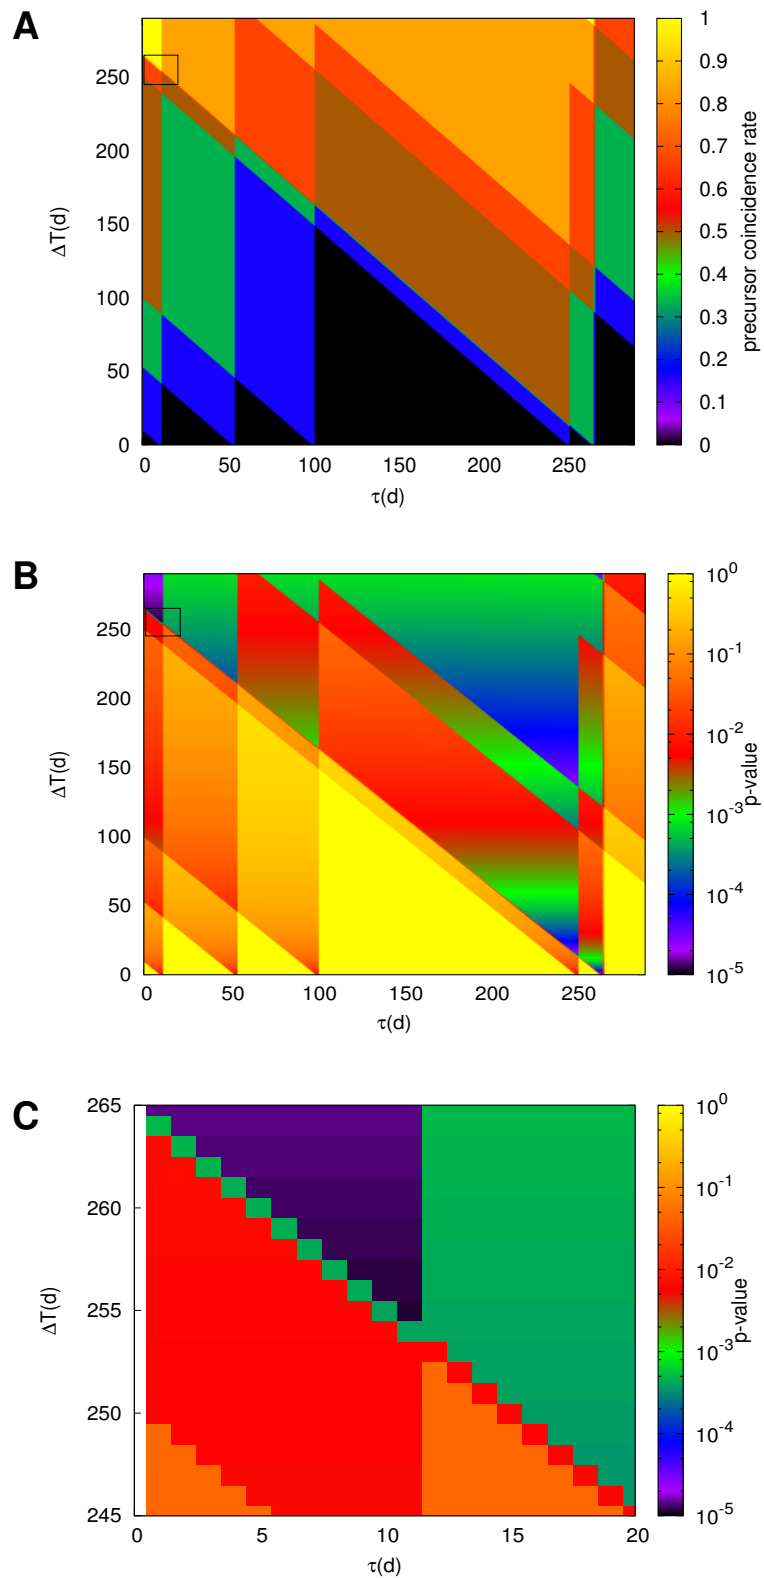 A
250
200
150
100
50
0
ΔT(d)
0 50 100 150 200 250
τ(d)
1
0.9
0.8
0.7
0.6
0.5
0.4
0.3
0.2
0.1
0
precursor coincidence rate
B
250
200
150
100
50
0
ΔT(d)
0 50 100 150 200 250
τ(d)
10^0
10^-1
10^-2
10^-3
10^-4
10^-5
p-value
C
265
260
255
250
245
ΔT(d)
0 5 10 15 20
τ(d)
10^0
10^-1
10^-2
10^-3
10^-4
10^-5
p-value